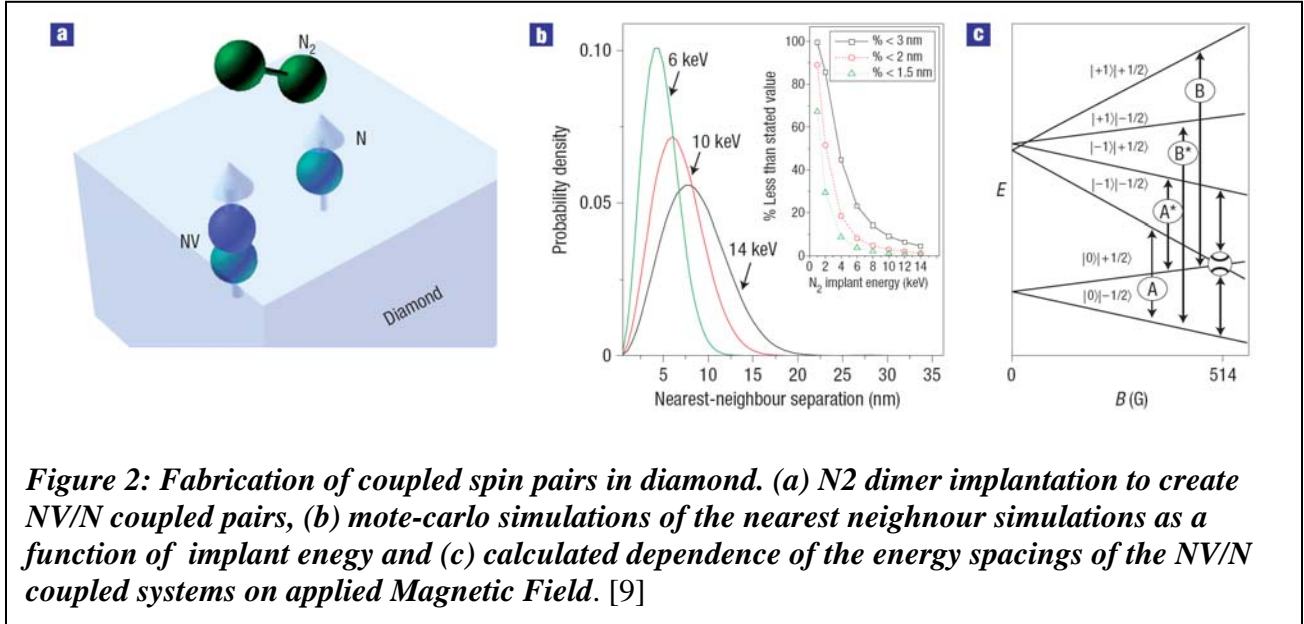 a
N2
N
NV
Diamond
b
0.10
0.05
0
Probability density
5
10
15
20
25
30
35
Nearest-neighbour separation (nm)
6 keV
10 keV
14 keV
100
80
60
40
20
0
% Less than stated value
2 4 6 8 10 12 14
N2 implant energy (keV)
% < 3 nm
% < 2 nm
% < 1.5 nm
c
E
|+1⟩|+1/2⟩
|+1⟩|−1/2⟩
|−1⟩|+1/2⟩
|−1⟩|−1/2⟩
|0⟩|+1/2⟩
|0⟩|−1/2⟩
B
B*
A*
A
0
514
B (G)
Figure 2: Fabrication of coupled spin pairs in diamond. (a) N2 dimer implantation to create
NV/N coupled pairs, (b) mote-carlo simulations of the nearest neighnour simulations as a
function of implant enegy and (c) calculated dependence of the energy spacings of the NV/N
coupled systems on applied Magnetic Field. [9]